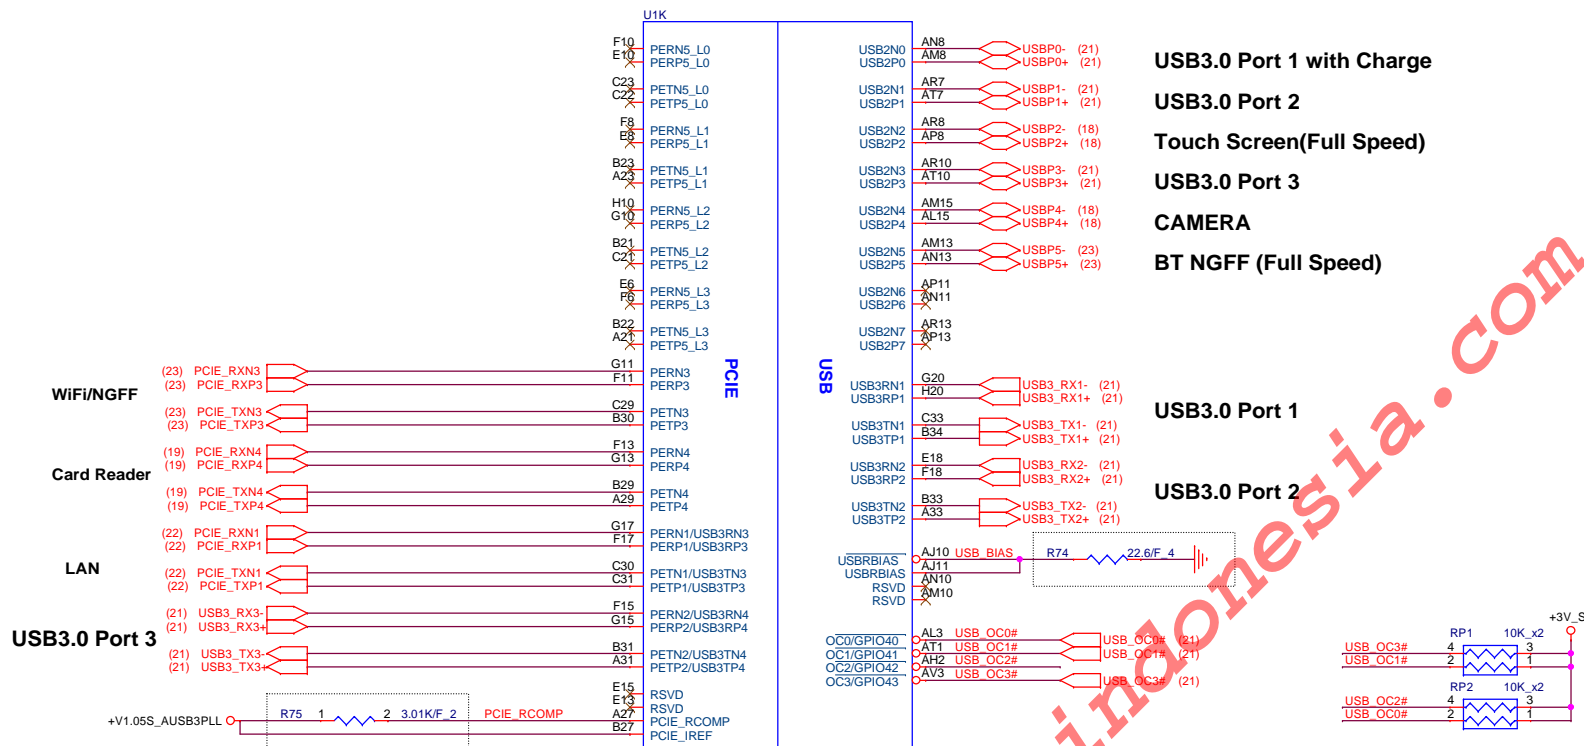 U1K
F10 PERN5_L0
E10 PERP5_L0
C23 PETN5_L0
C22 PETP5_L0
F8 PERN5_L1
E8 PERP5_L1
B23 PETN5_L1
A23 PETP5_L1
H10 PERN5_L2
G10 PERP5_L2
B21 PETN5_L2
C21 PETP5_L2
E6 PERN5_L3
F6 PERP5_L3
B22 PETN5_L3
A21 PETP5_L3
WiFi/NGFF
(23) PCIE_RXN3 G11 PERN3
(23) PCIE_RXP3 F11 PERP3
(23) PCIE_TXN3 C29 PETN3
(23) PCIE_TXP3 B30 PETP3
Card Reader
(19) PCIE_RXN4 F13 PERN4
(19) PCIE_RXP4 G13 PERP4
(19) PCIE_TXN4 B29 PETN4
(19) PCIE_TXP4 A29 PETP4
LAN
(22) PCIE_RXN1 G17 PERN1/USB3RN3
(22) PCIE_RXP1 F17 PERP1/USB3RP3
(22) PCIE_TXN1 C30 PETN1/USB3TN3
(22) PCIE_TXP1 C31 PETP1/USB3TP3
USB3.0 Port 3
(21) USB3_RX3- F15 PERN2/USB3RN4
(21) USB3_RX3+ G15 PERP2/USB3RP4
(21) USB3_TX3- B31 PETN2/USB3TN4
(21) USB3_TX3+ A31 PETP2/USB3TP4
E15 RSVD
E13 RSVD
+V1.05S_AUSB3PLL R75 1 2 3.01K/F_2 PCIE_RCOMP A27 PCIE_RCOMP
B27 PCIE_IREF
PCIE
USB
USB2N0 AN8 USBP0- (21)
USB2P0 AM8 USBP0+ (21)
USB3.0 Port 1 with Charge
USB2N1 AR7 USBP1- (21)
USB2P1 AT7 USBP1+ (21)
USB3.0 Port 2
USB2N2 AR8 USBP2- (18)
USB2P2 AP8 USBP2+ (18)
Touch Screen(Full Speed)
USB2N3 AR10 USBP3- (21)
USB2P3 AT10 USBP3+ (21)
USB3.0 Port 3
USB2N4 AM15 USBP4- (18)
USB2P4 AL15 USBP4+ (18)
CAMERA
USB2N5 AM13 USBP5- (23)
USB2P5 AN13 USBP5+ (23)
BT NGFF (Full Speed)
USB2N6 AP11
USB2P6 AN11
USB2N7 AR13
USB2P7 AP13
USB3RN1 G20 USB3_RX1- (21)
USB3RP1 H20 USB3_RX1+ (21)
USB3.0 Port 1
USB3TN1 C33 USB3_TX1- (21)
USB3TP1 B34 USB3_TX1+ (21)
USB3RN2 E18 USB3_RX2- (21)
USB3RP2 F18 USB3_RX2+ (21)
USB3.0 Port 2
USB3TN2 B33 USB3_TX2- (21)
USB3TP2 A33 USB3_TX2+ (21)
USBRBIAS AJ10 USB_BIAS R74 22.6/F_4
USBRBIAS AJ11
RSVD AN10
RSVD AM10
OC0/GPIO40 AL3 USB_OC0# USB_OC0# (21)
OC1/GPIO41 AT1 USB_OC1# USB_OC1# (21)
OC2/GPIO42 AH2 USB_OC2#
OC3/GPIO43 AV3 USB_OC3# USB_OC3# (21)
+3V_S
RP1 10K_x2
USB_OC3# 4 3
USB_OC1# 2 1
RP2 10K_x2
USB_OC2# 4 3
USB_OC0# 2 1
indonesia.com